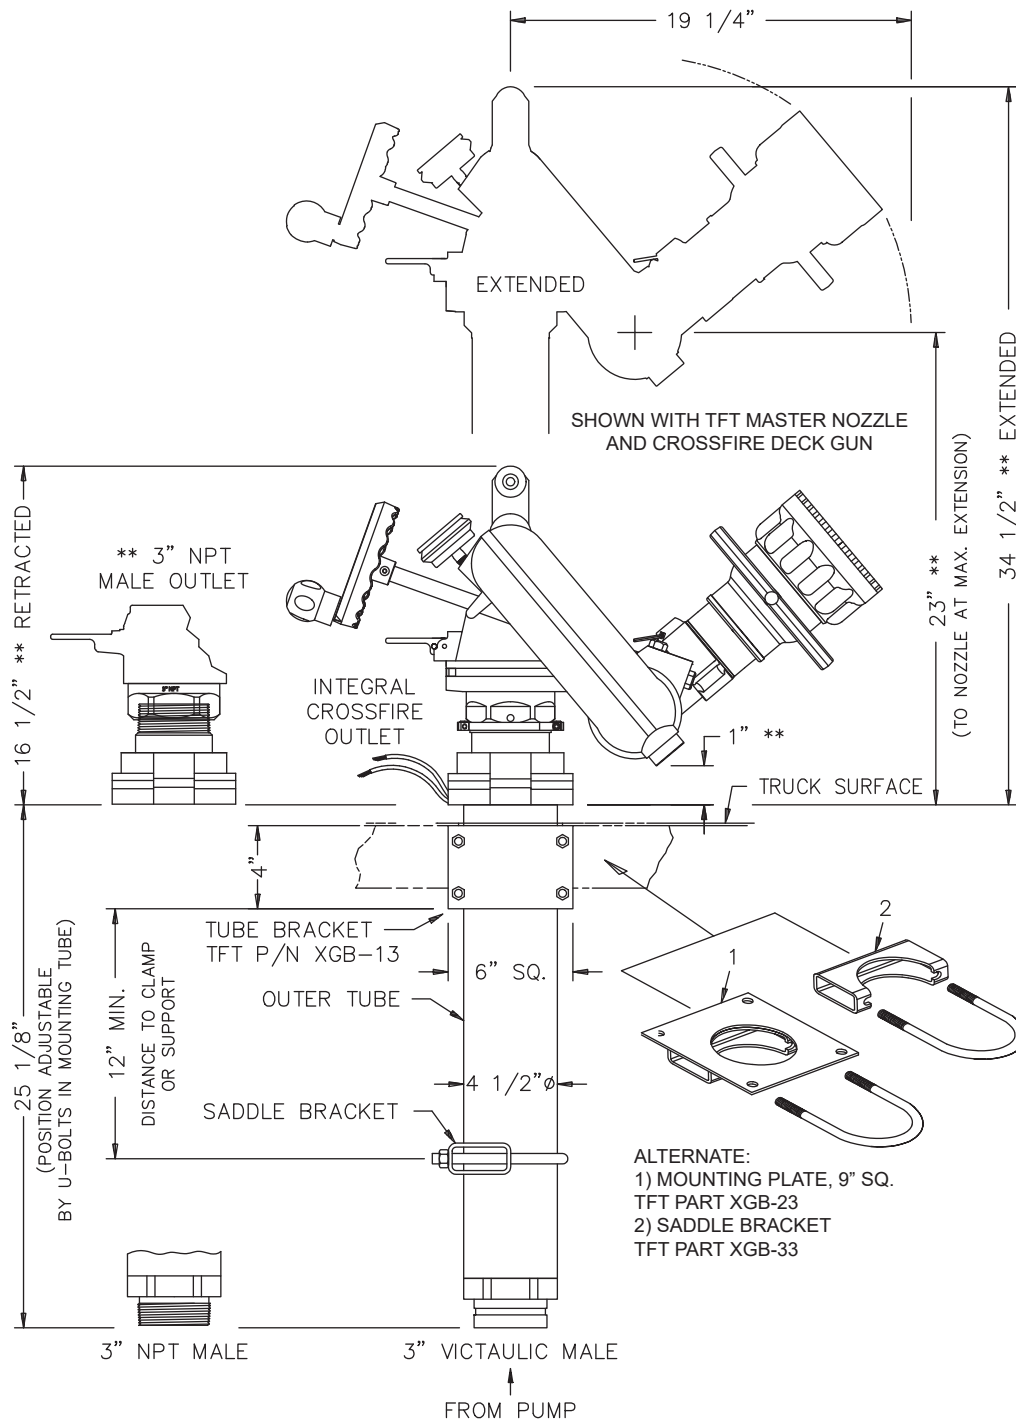 19 1/4"
EXTENDED
SHOWN WITH TFT MASTER NOZZLE
AND CROSSFIRE DECK GUN
34 1/2" ** EXTENDED
23" **
(TO NOZZLE AT MAX. EXTENSION)
16 1/2" ** RETRACTED
** 3" NPT
MALE OUTLET
3" NPT
INTEGRAL
CROSSFIRE
OUTLET
1" **
TRUCK SURFACE
4"
TUBE BRACKET
TFT P/N XGB-13
6" SQ.
2
1
OUTER TUBE
25 1/8"
(POSITION ADJUSTABLE
BY U-BOLTS IN MOUNTING TUBE)
12" MIN.
DISTANCE TO CLAMP
OR SUPPORT
4 1/2"ø
SADDLE BRACKET
ALTERNATE:
1) MOUNTING PLATE, 9" SQ.
TFT PART XGB-23
2) SADDLE BRACKET
TFT PART XGB-33
3" NPT MALE
3" VICTAULIC MALE
FROM PUMP